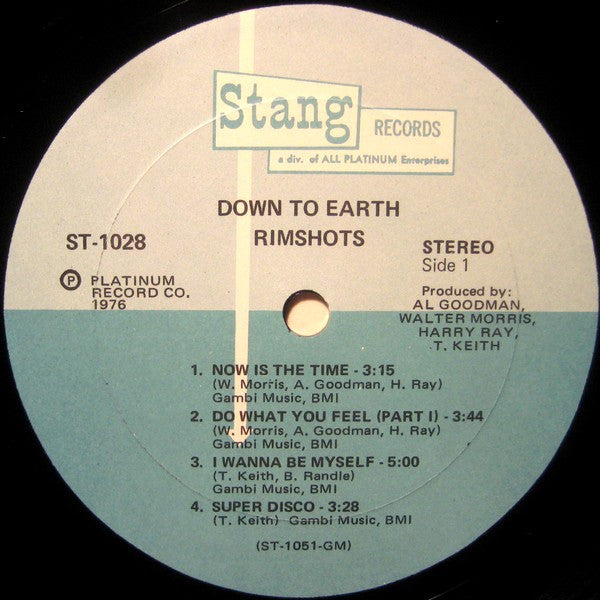 Stang
RECORDS
a div. of ALL PLATINUM Enterprises
DOWN TO EARTH
RIMSHOTS
ST-1028
STEREO
Side 1
Ⓟ PLATINUM
RECORD CO.
1976
Produced by:
AL GOODMAN,
WALTER MORRIS,
HARRY RAY,
T. KEITH
1. NOW IS THE TIME - 3:15
(W. Morris, A. Goodman, H. Ray)
Gambi Music, BMI
2. DO WHAT YOU FEEL (PART I) - 3:44
(W. Morris, A. Goodman, H. Ray)
Gambi Music, BMI
3. I WANNA BE MYSELF - 5:00
(T. Keith, B. Randle)
Gambi Music, BMI
4. SUPER DISCO - 3:28
(T. Keith) Gambi Music, BMI
(ST-1051-GM)